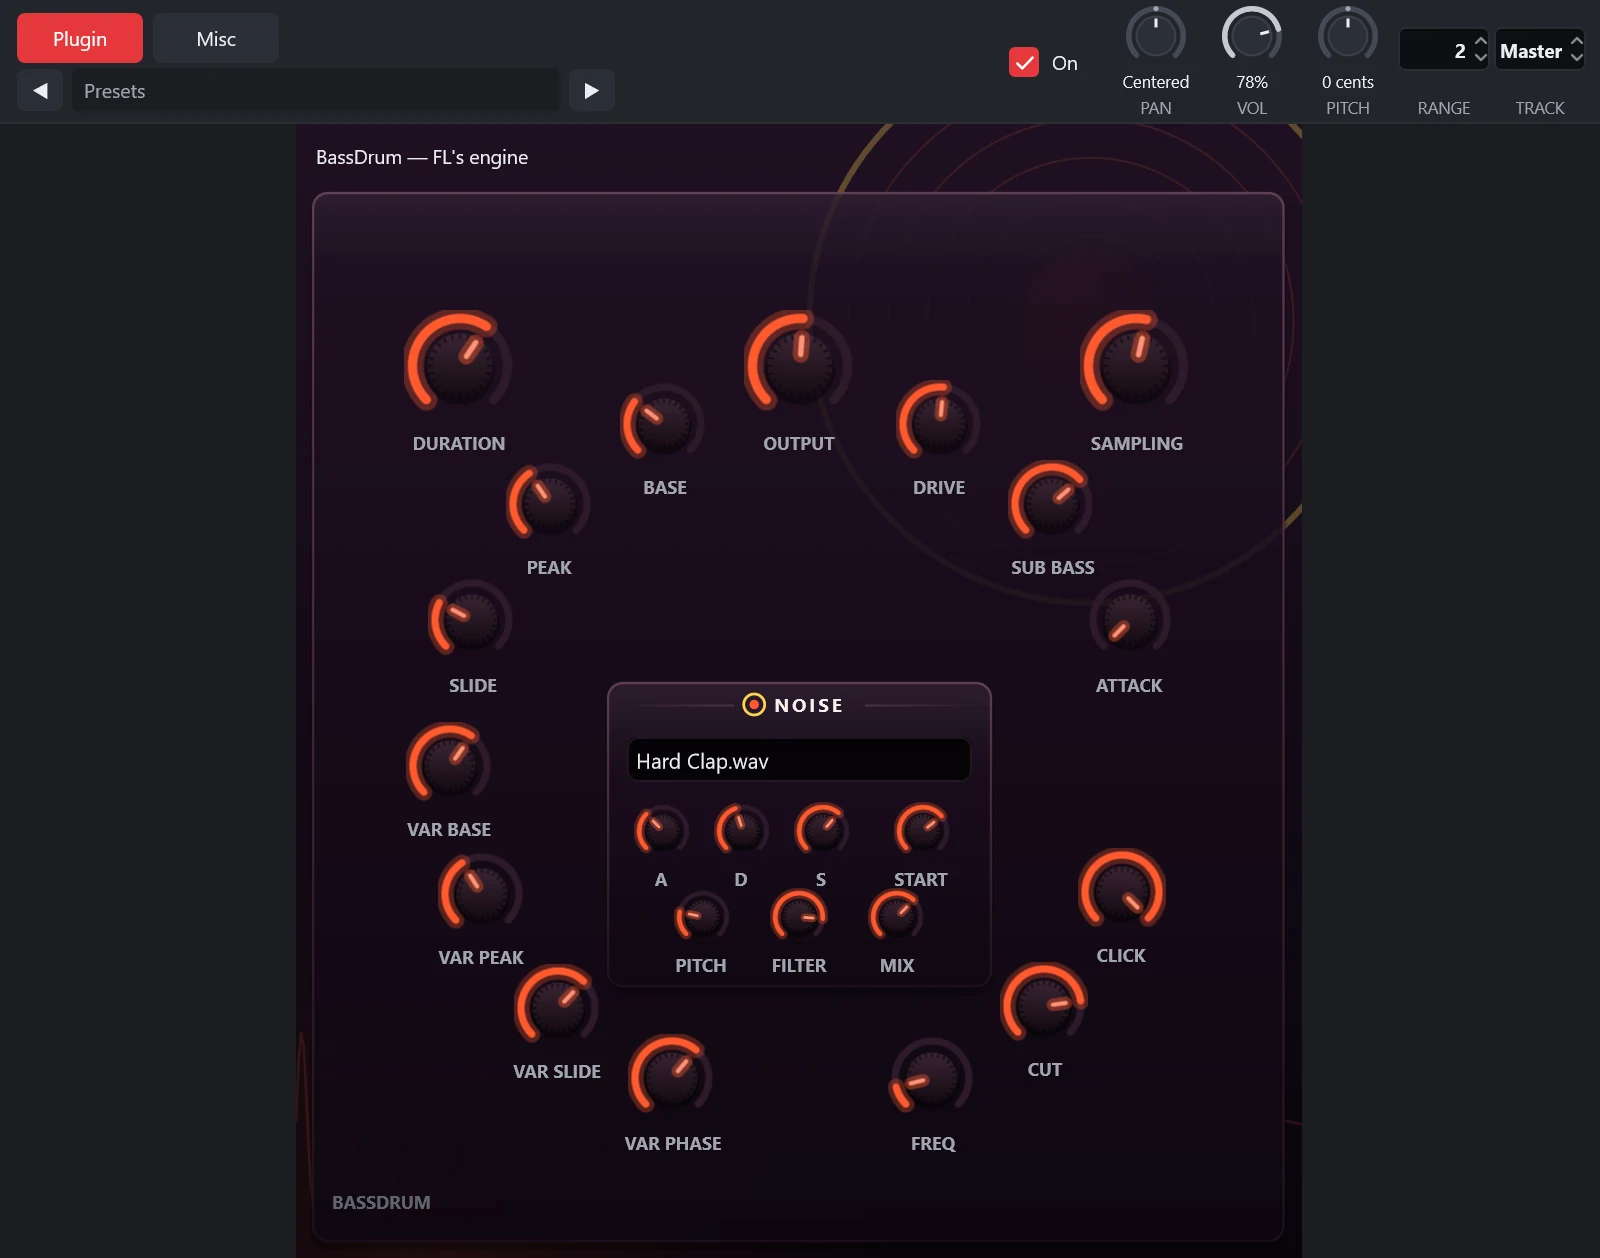 Plugin
Misc
Presets
On
Centered
PAN
78%
VOL
0 cents
PITCH
2
RANGE
Master
TRACK
BassDrum — FL's engine
DURATION
OUTPUT
SAMPLING
BASE
DRIVE
PEAK
SUB BASS
SLIDE
ATTACK
NOISE
Hard Clap.wav
VAR BASE
A
D
S
START
VAR PEAK
PITCH
FILTER
MIX
CLICK
VAR SLIDE
CUT
VAR PHASE
FREQ
BASSDRUM